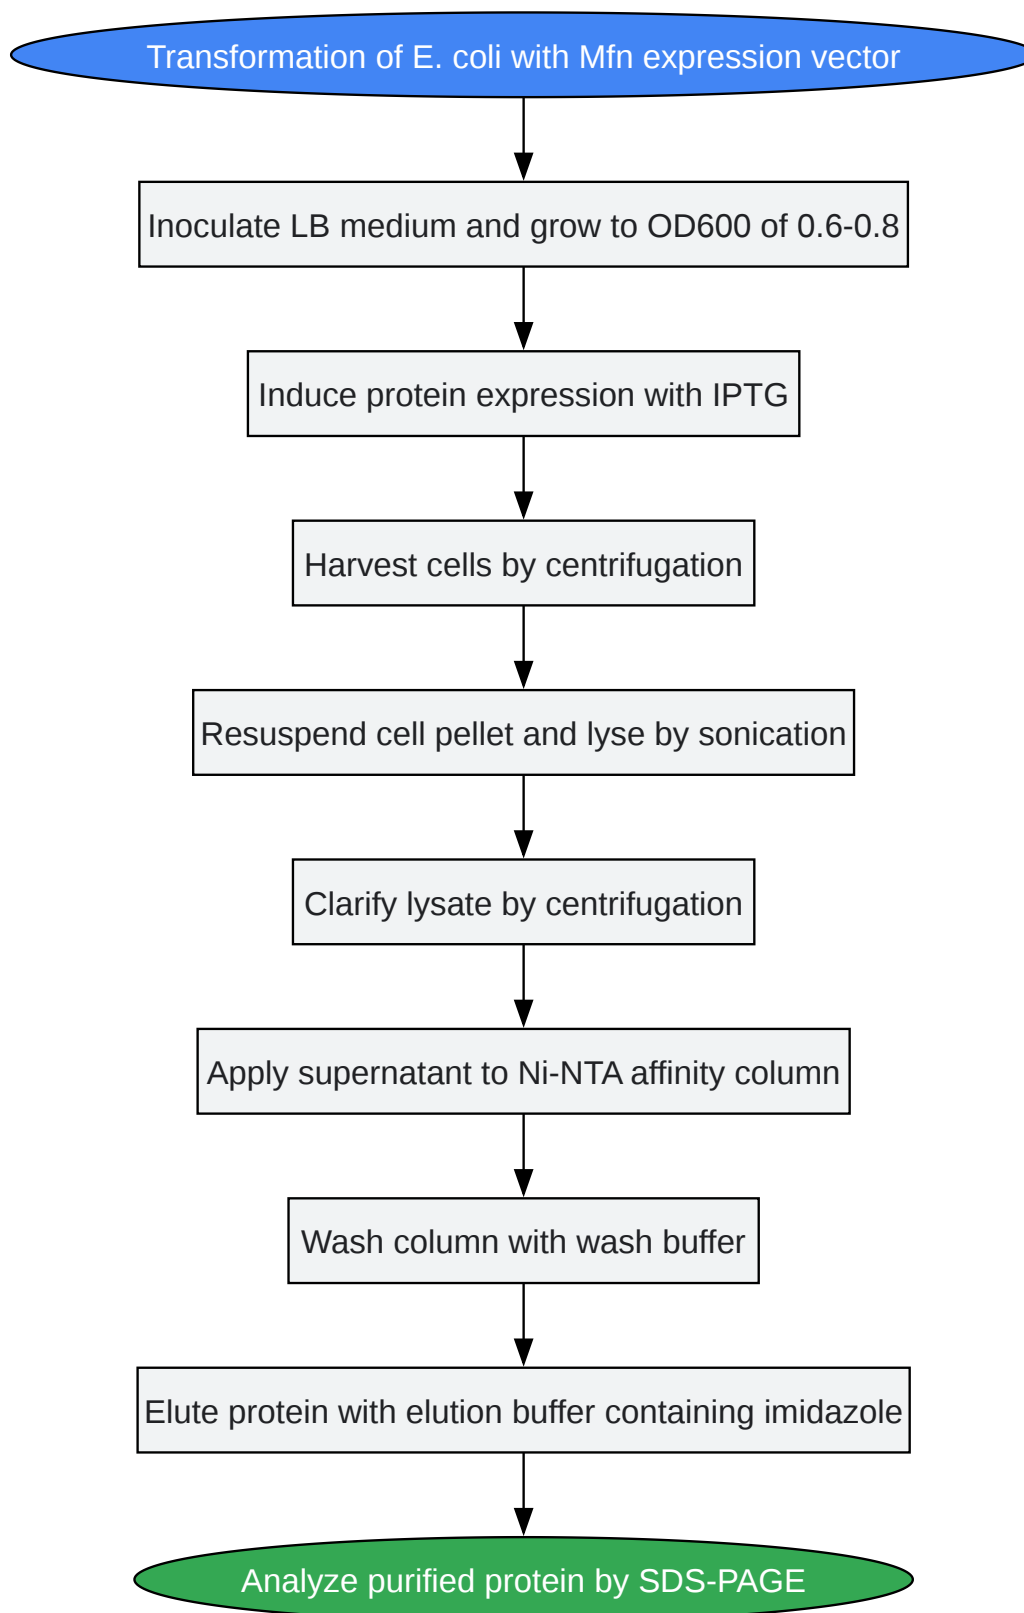 Transformation of E. coli with Mfn expression vector
Inoculate LB medium and grow to OD600 of 0.6-0.8
Induce protein expression with IPTG
Harvest cells by centrifugation
Resuspend cell pellet and lyse by sonication
Clarify lysate by centrifugation
Apply supernatant to Ni-NTA affinity column
Wash column with wash buffer
Elute protein with elution buffer containing imidazole
Analyze purified protein by SDS-PAGE